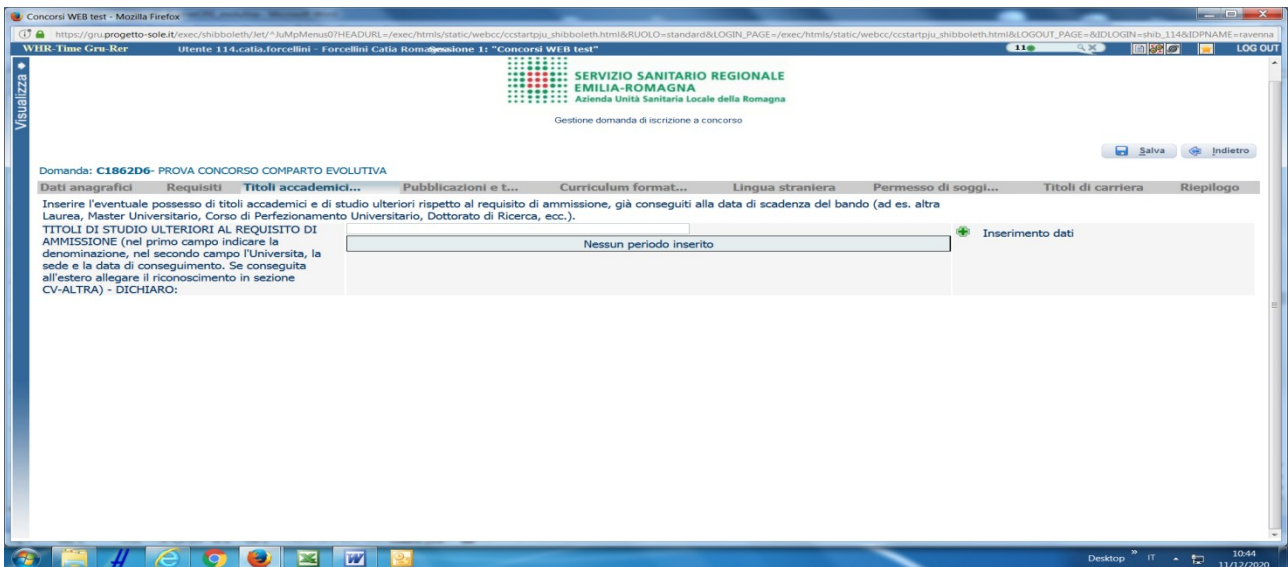 Concorsi WEB test - Mozilla Firefox
https://gru.progetto-sole.it/exec/shibboleth/Jet/^JuMpMenus0?HEADURL=/exec/htmls/static/webcc/ccstartpju_shibboleth.html&RUOLO=standard&LOGIN_PAGE=/exec/htmls/static/webcc/ccstartpju_shibboleth.html&LOGOUT_PAGE=&IDLOGIN=shib_114&IDPNAME=ravenna
WHR-Time Gru-Rer Utente 114.catia.forcellini - Forcellini Catia Sessione 1: "Concorsi WEB test" 11 LOG OUT
Visualizza
SERVIZIO SANITARIO REGIONALE
EMILIA-ROMAGNA
Azienda Unità Sanitaria Locale della Romagna
Gestione domanda di iscrizione a concorso
Salva Indietro
Domanda: C1862D6- PROVA CONCORSO COMPARTO EVOLUTIVA
Dati anagrafici Requisiti Titoli accademici... Pubblicazioni e t... Curriculum format... Lingua straniera Permesso di soggi... Titoli di carriera Riepilogo
Inserire l'eventuale possesso di titoli accademici e di studio ulteriori rispetto al requisito di ammissione, già conseguiti alla data di scadenza del bando (ad es. altra
Laurea, Master Universitario, Corso di Perfezionamento Universitario, Dottorato di Ricerca, ecc.).
TITOLI DI STUDIO ULTERIORI AL REQUISITO DI
AMMISSIONE (nel primo campo indicare la
denominazione, nel secondo campo l'Universita, la
sede e la data di conseguimento. Se conseguita
all'estero allegare il riconoscimento in sezione
CV-ALTRA) - DICHIARO:
Nessun periodo inserito
Inserimento dati
Desktop » IT 10:44
11/12/2020